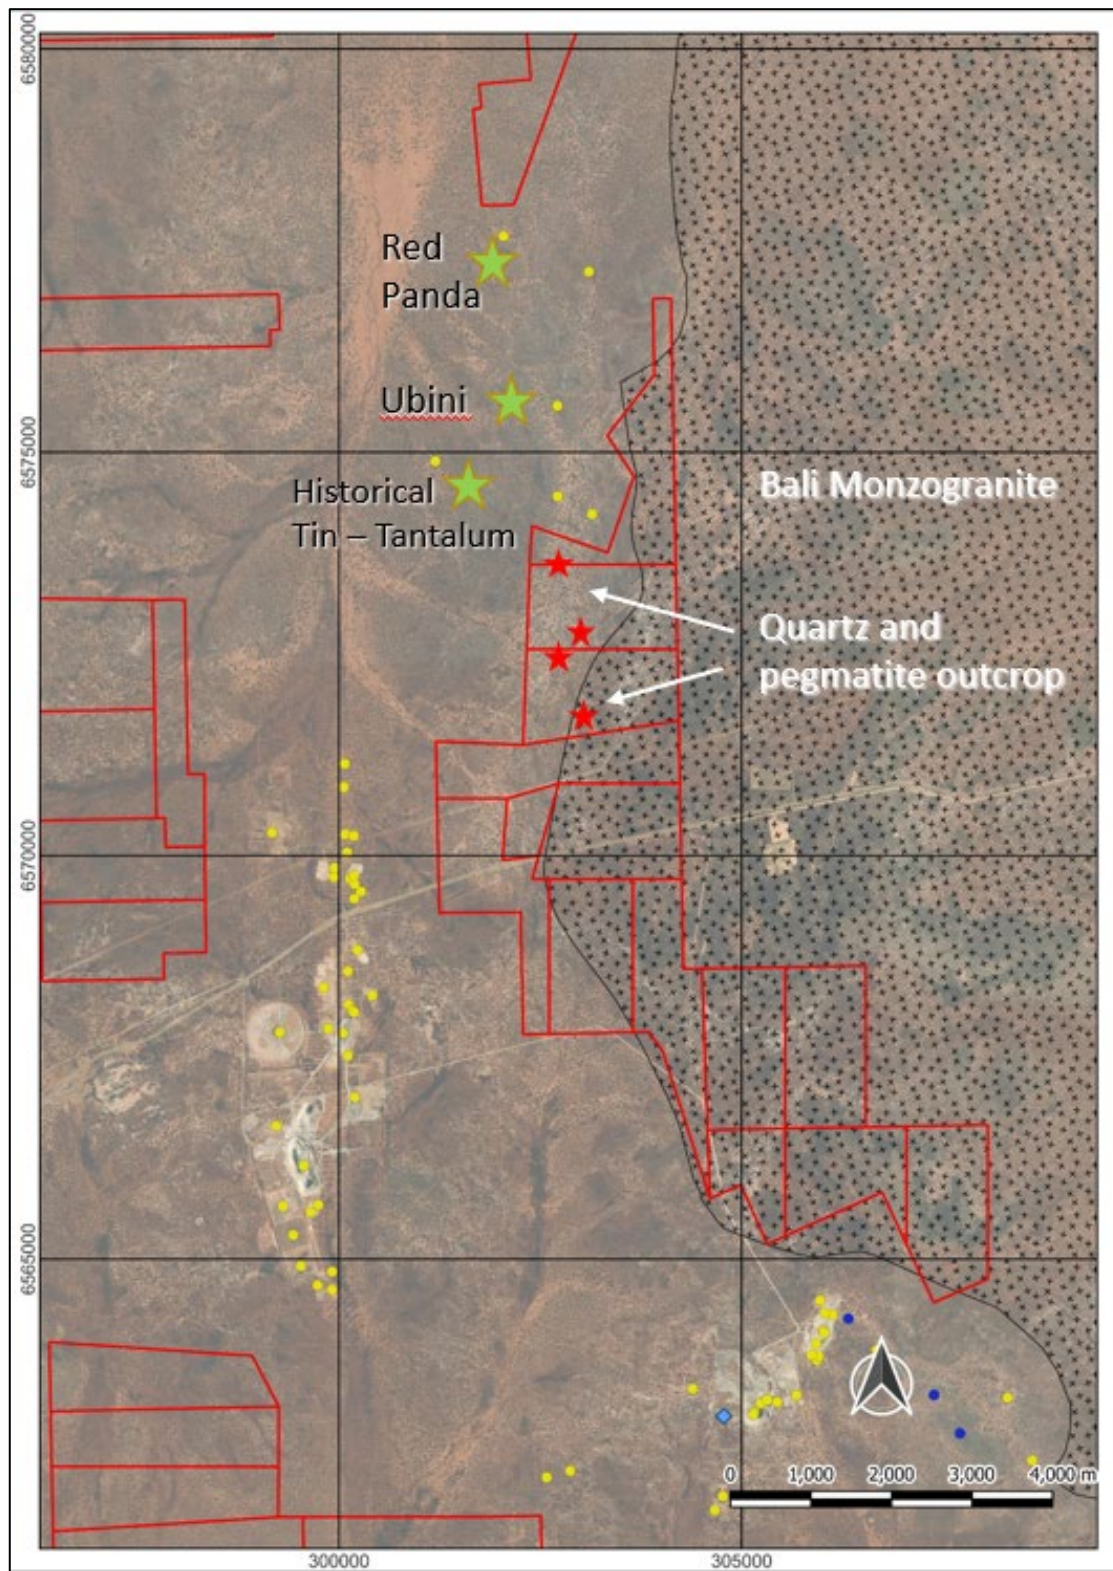 6580000
Red
Panda
Ubini
6575000
Bali Monzogranite
Historical
Tin – Tantalum
Quartz and
pegmatite outcrop
6570000
6565000
0 1,000 2,000 3,000 4,000 m
300000 305000